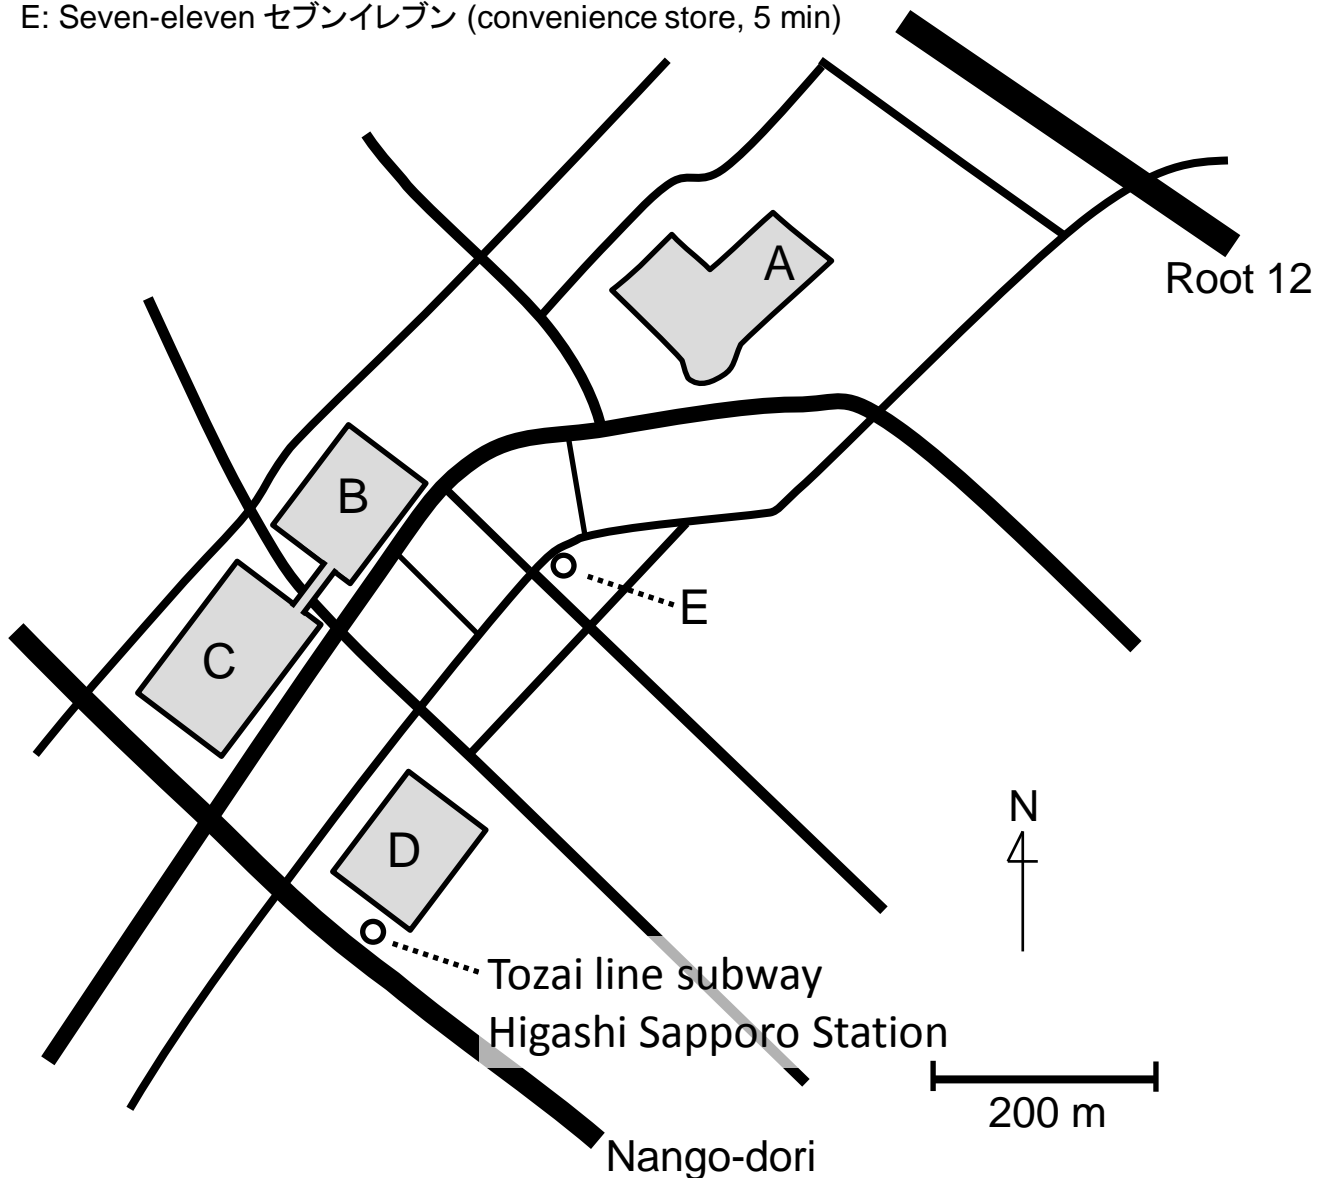 E: Seven-eleven セブンイレブン (convenience store, 5 min)
Root 12
A
B
E
C
N
D
Tozai line subway
Higashi Sapporo Station
200 m
Nango-dori